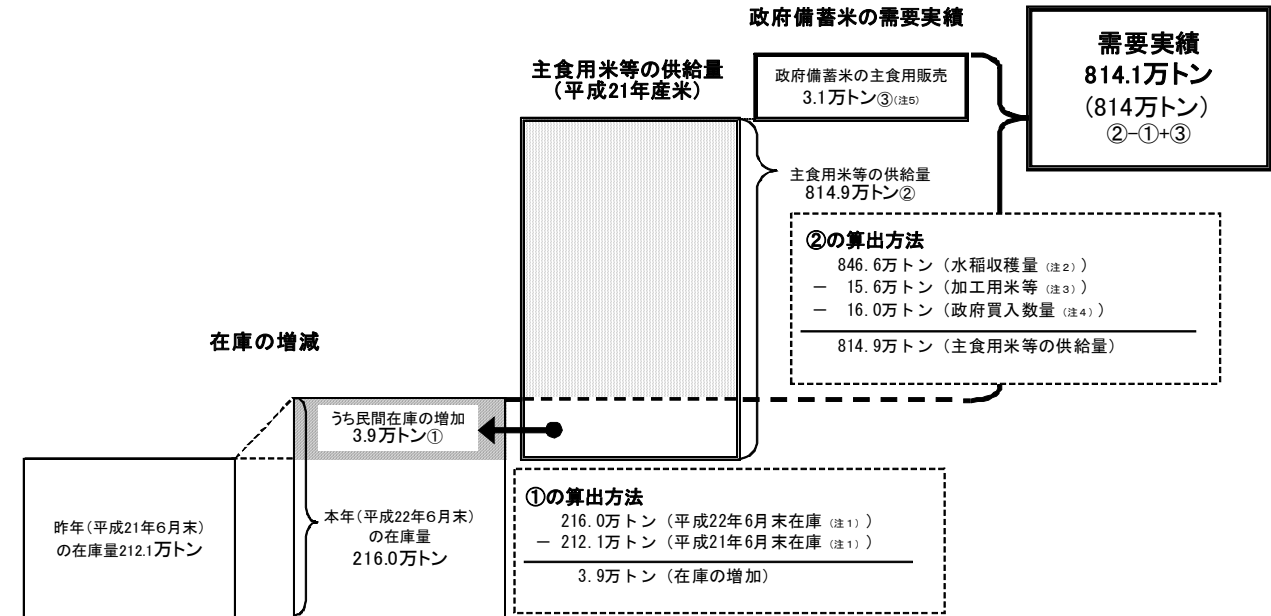 政府備蓄米の需要実績
需要実績
814.1万トン
(814万トン)
②-①+③
政府備蓄米の主食用販売
3.1万トン③(注5)
主食用米等の供給量
(平成21年産米)
主食用米等の供給量
814.9万トン②
②の算出方法
846.6万トン（水稲収穫量（注2））
－ 15.6万トン（加工用米等（注3））
－ 16.0万トン（政府買入数量（注4））
814.9万トン（主食用米等の供給量）
在庫の増減
うち民間在庫の増加
3.9万トン①
昨年(平成21年6月末)
の在庫量212.1万トン
本年(平成22年6月末)
の在庫量
216.0万トン
①の算出方法
216.0万トン（平成22年6月末在庫（注1））
－ 212.1万トン（平成21年6月末在庫（注1））
3.9万トン（在庫の増加）